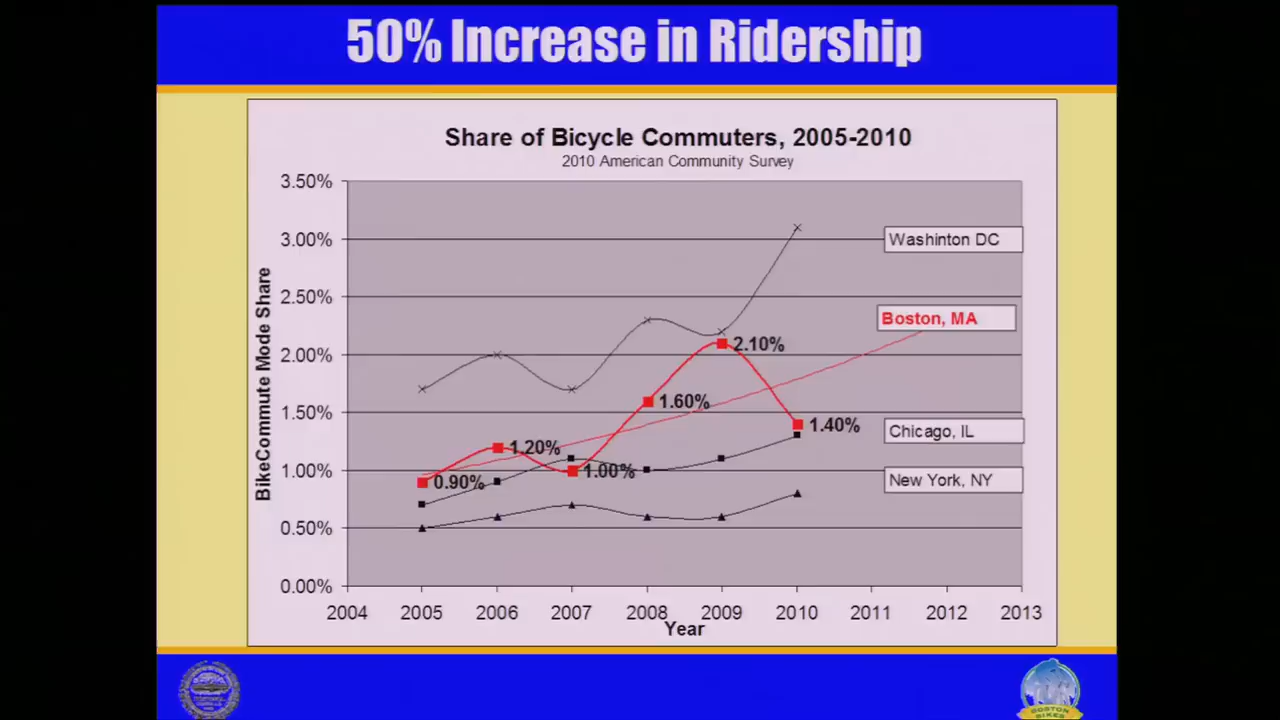 50% Increase in Ridership
Share of Bicycle Commuters, 2005-2010
2010 American Community Survey
BikeCommute Mode Share
3.50%
3.00%
2.50%
2.00%
1.50%
1.00%
0.50%
0.00%
Washinton DC
Boston, MA
Chicago, IL
New York, NY
0.90%
1.20%
1.00%
1.60%
2.10%
1.40%
2004 2005 2006 2007 2008 2009 2010 2011 2012 2013
Year
BOSTON
BIKES